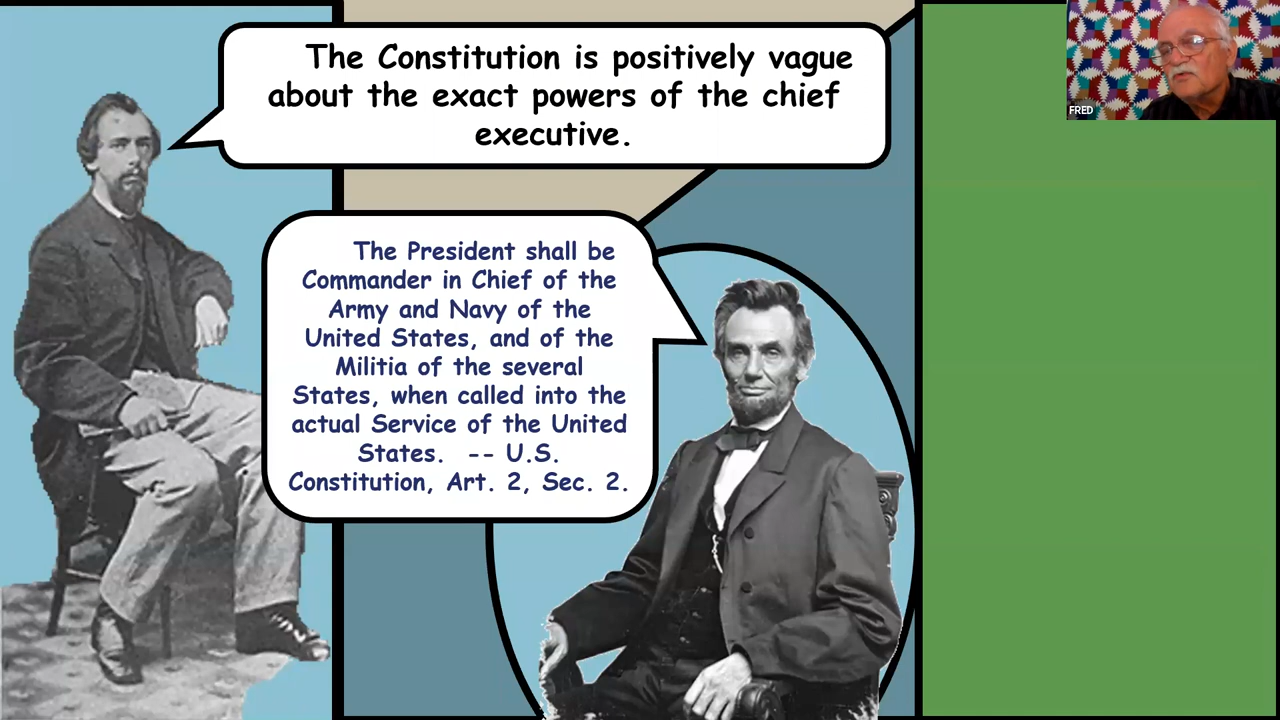 The Constitution is positively vague
about the exact powers of the chief
executive.
FRED
The President shall be
Commander in Chief of the
Army and Navy of the
United States, and of the
Militia of the several
States, when called into the
actual Service of the United
States. -- U.S.
Constitution, Art. 2, Sec. 2.